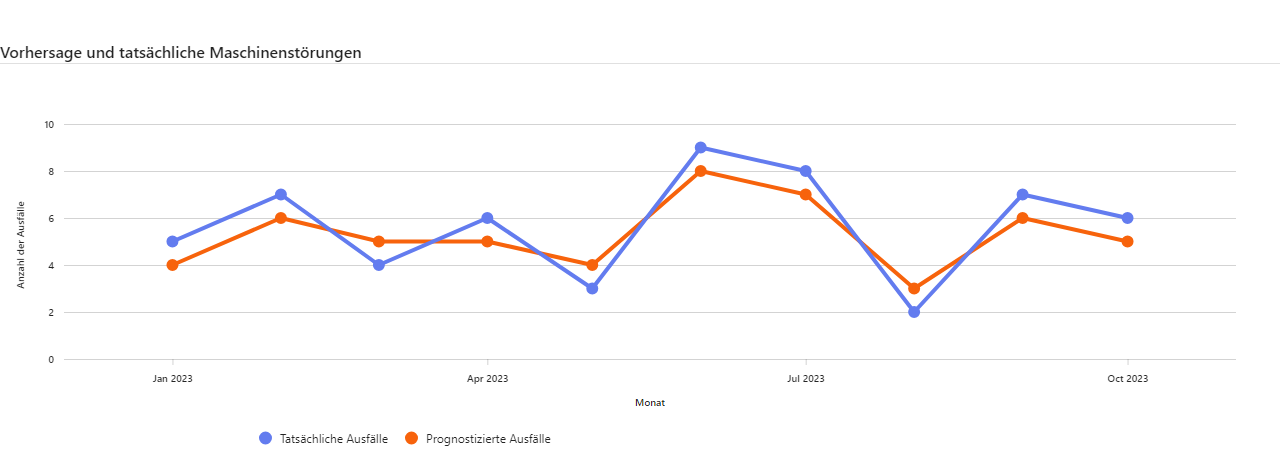 Vorhersage und tatsächliche Maschinenstörungen
10
8
6
4
2
0
Anzahl der Ausfälle
Jan 2023
Apr 2023
Jul 2023
Oct 2023
Monat
Tatsächliche Ausfälle
Prognostizierte Ausfälle